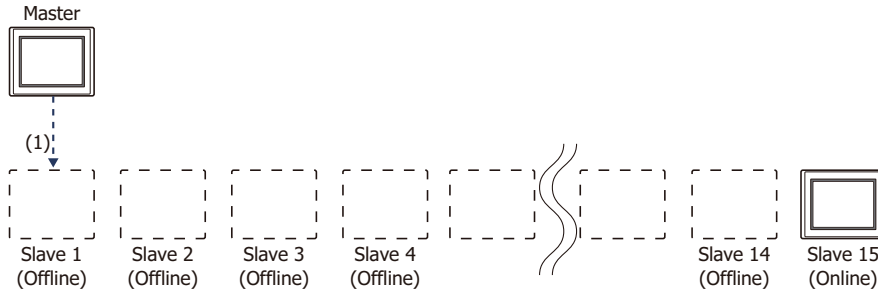 Master
(1)
Slave 1
(Offline)
Slave 2
(Offline)
Slave 3
(Offline)
Slave 4
(Offline)
Slave 14
(Offline)
Slave 15
(Online)